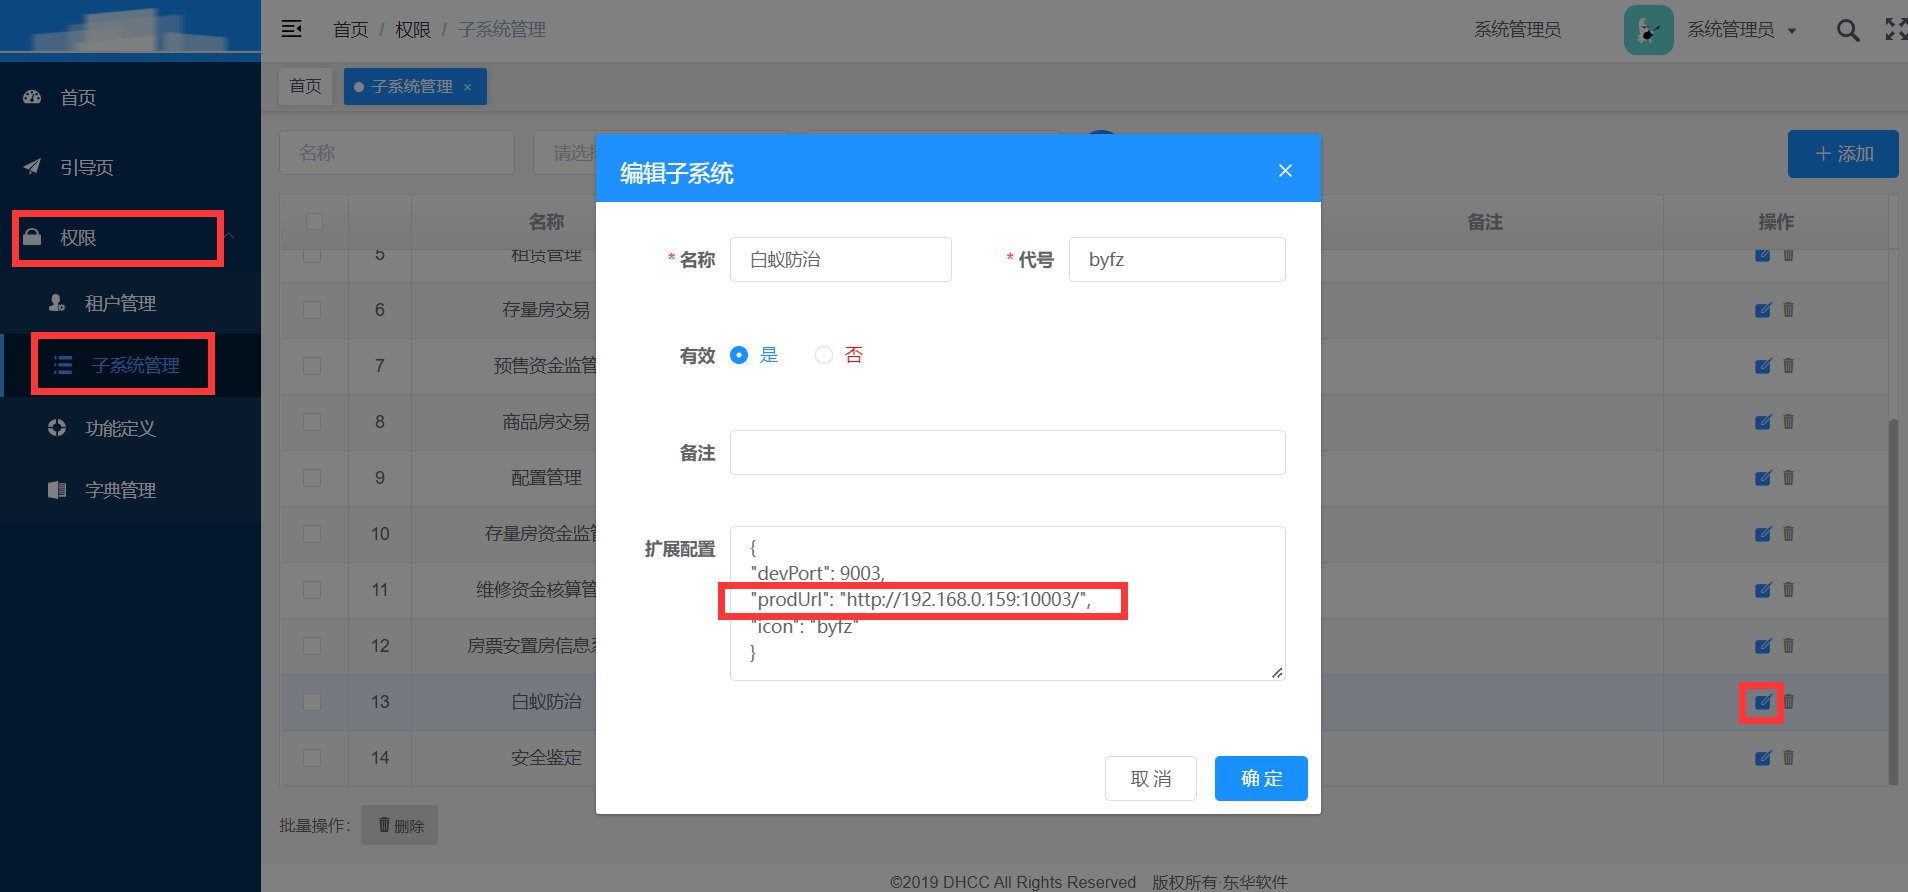 首页 / 权限 / 子系统管理
系统管理员
系统管理员
首页
引导页
权限
租户管理
子系统管理
功能定义
字典管理
首页
子系统管理 ×
名称
请选择
+ 添加
名称
备注
操作
5 租赁管理
6 存量房交易
7 预售资金监管
8 商品房交易
9 配置管理
10 存量房资金监管
11 维修资金核算管
12 房票安置房信息系
13 白蚁防治
14 安全鉴定
批量操作:
删除
编辑子系统
* 名称 白蚁防治
* 代号 byfz
有效 是 否
备注
扩展配置
{
"devPort": 9003,
"prodUrl": "http://192.168.0.159:10003/",
"icon": "byfz"
}
取 消
确 定
©2019 DHCC All Rights Reserved 版权所有·东华软件